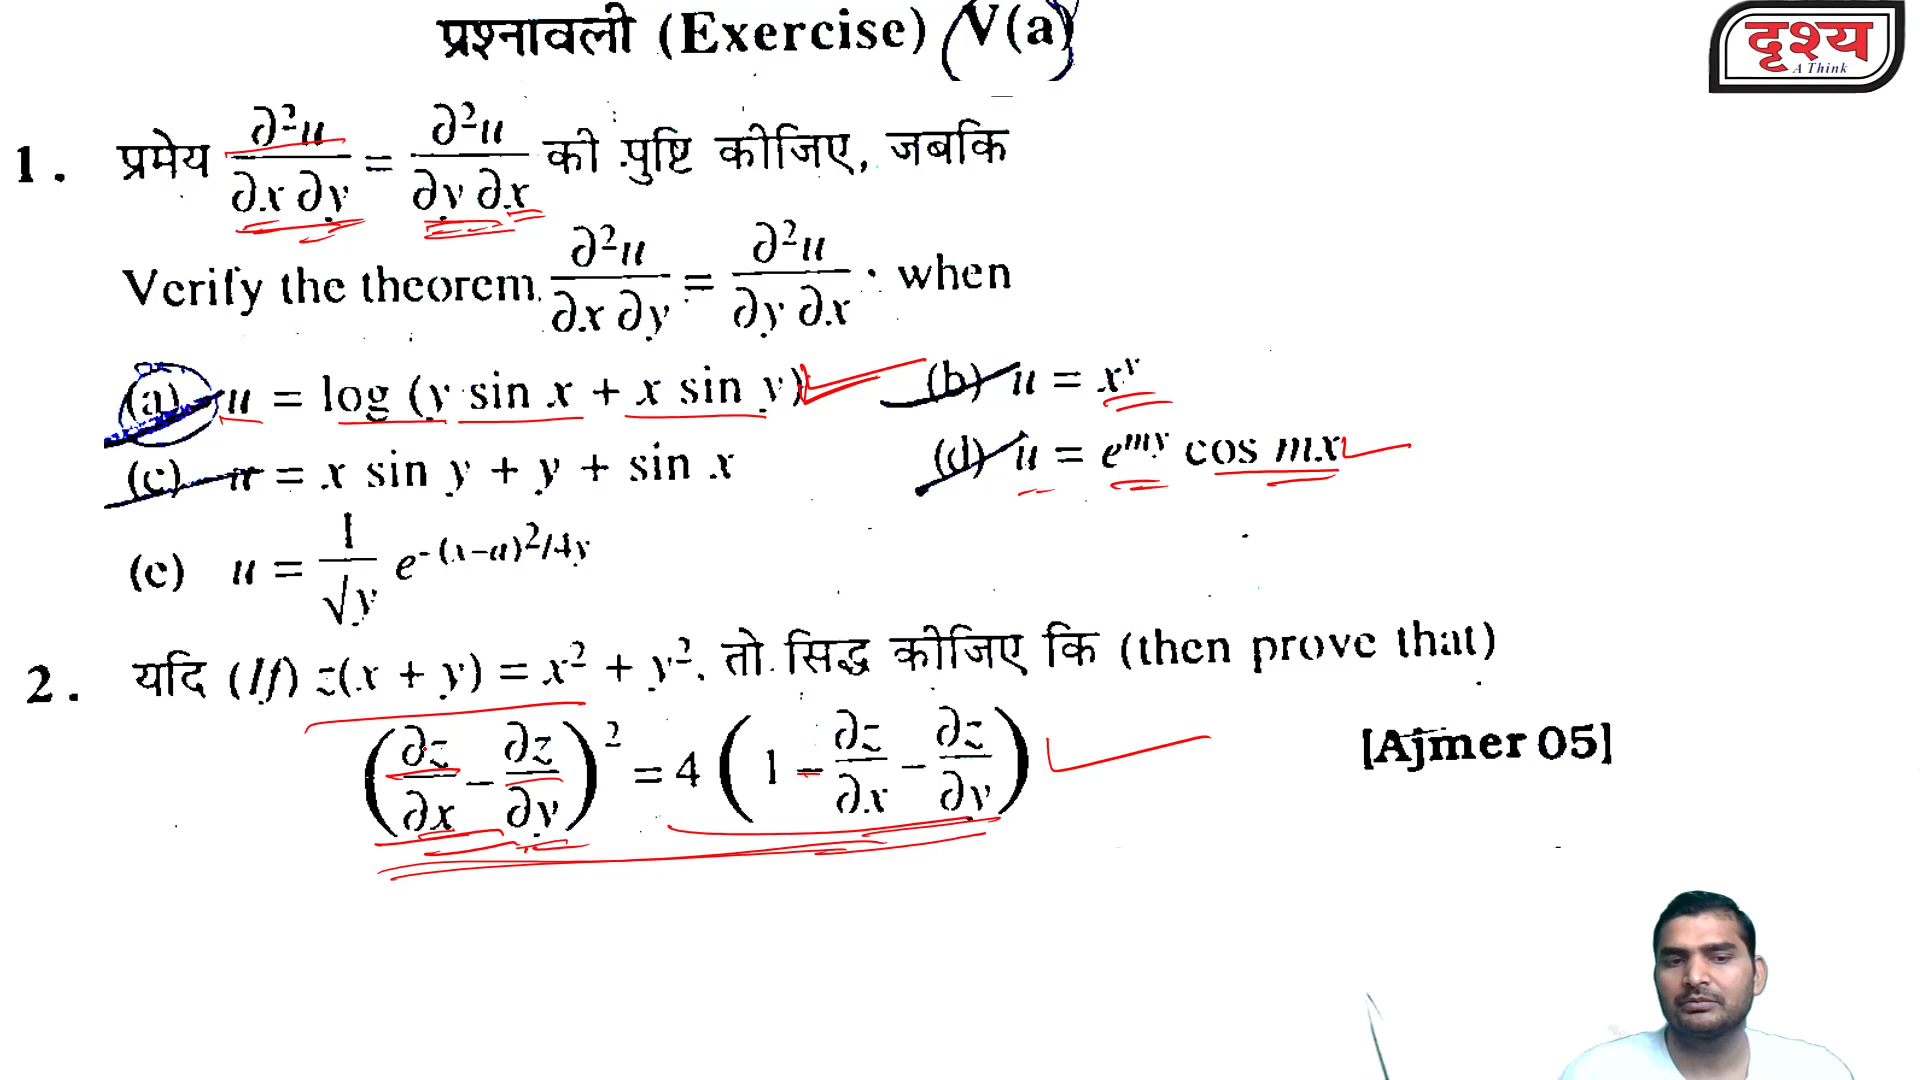 प्रश्नावली (Exercise) V(a)
दृश्य
A Think
1. प्रमेय ∂²u/∂x ∂y = ∂²u/∂y ∂x की पुष्टि कीजिए, जबकि
Verify the theorem ∂²u/∂x ∂y = ∂²u/∂y ∂x · when
(a) u = log (y sin x + x sin y) (b) u = x^y
(c) u = x sin y + y + sin x (d) u = e^{my} cos mx
(e) u = 1/√y e^{-(x-a)²/4y}
2. यदि (If) z(x + y) = x² + y², तो सिद्ध कीजिए कि (then prove that)
(∂z/∂x − ∂z/∂y)² = 4 (1 − ∂z/∂x − ∂z/∂y) [Ajmer 05]